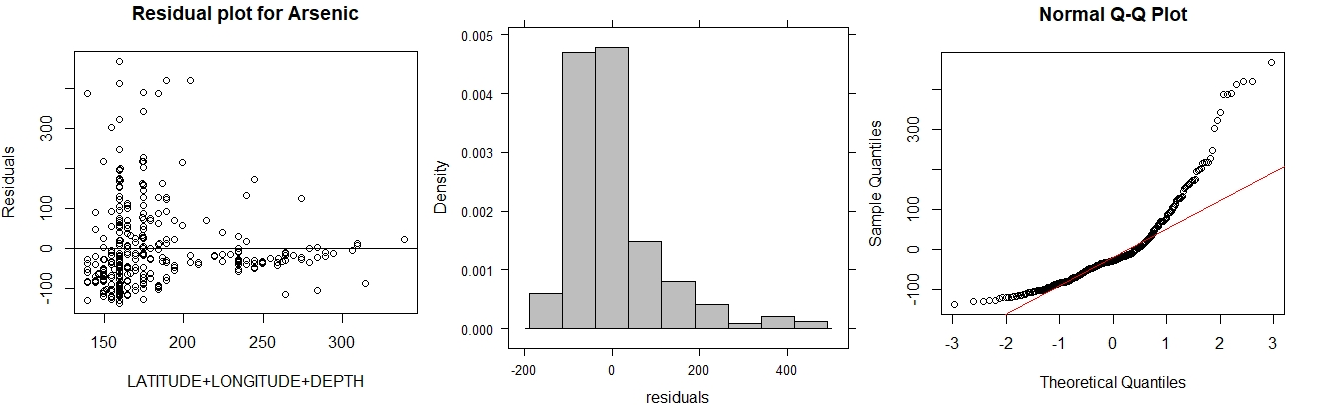 Residual plot for Arsenic
Residuals
300
100
0
-100
150 200 250 300
LATITUDE+LONGITUDE+DEPTH
Density
0.005
0.004
0.003
0.002
0.001
0.000
-200 0 200 400
residuals
Normal Q-Q Plot
Sample Quantiles
300
100
0
-100
-3 -2 -1 0 1 2 3
Theoretical Quantiles